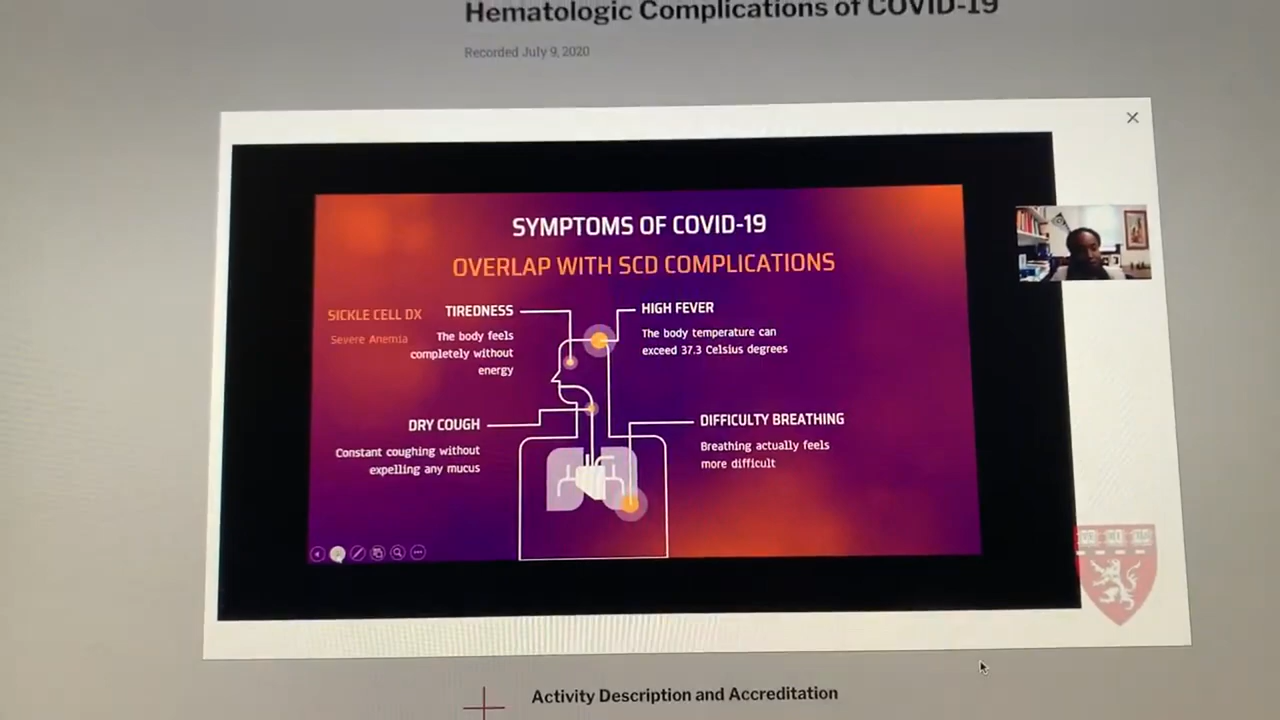 Hematologic Complications of COVID-19
Recorded July 9, 2020
SYMPTOMS OF COVID-19
OVERLAP WITH SCD COMPLICATIONS
SICKLE CELL DX
Severe Anemia
TIREDNESS
The body feels
completely without
energy
HIGH FEVER
The body temperature can
exceed 37.3 Celsius degrees
DRY COUGH
Constant coughing without
expelling any mucus
DIFFICULTY BREATHING
Breathing actually feels
more difficult
Activity Description and Accreditation